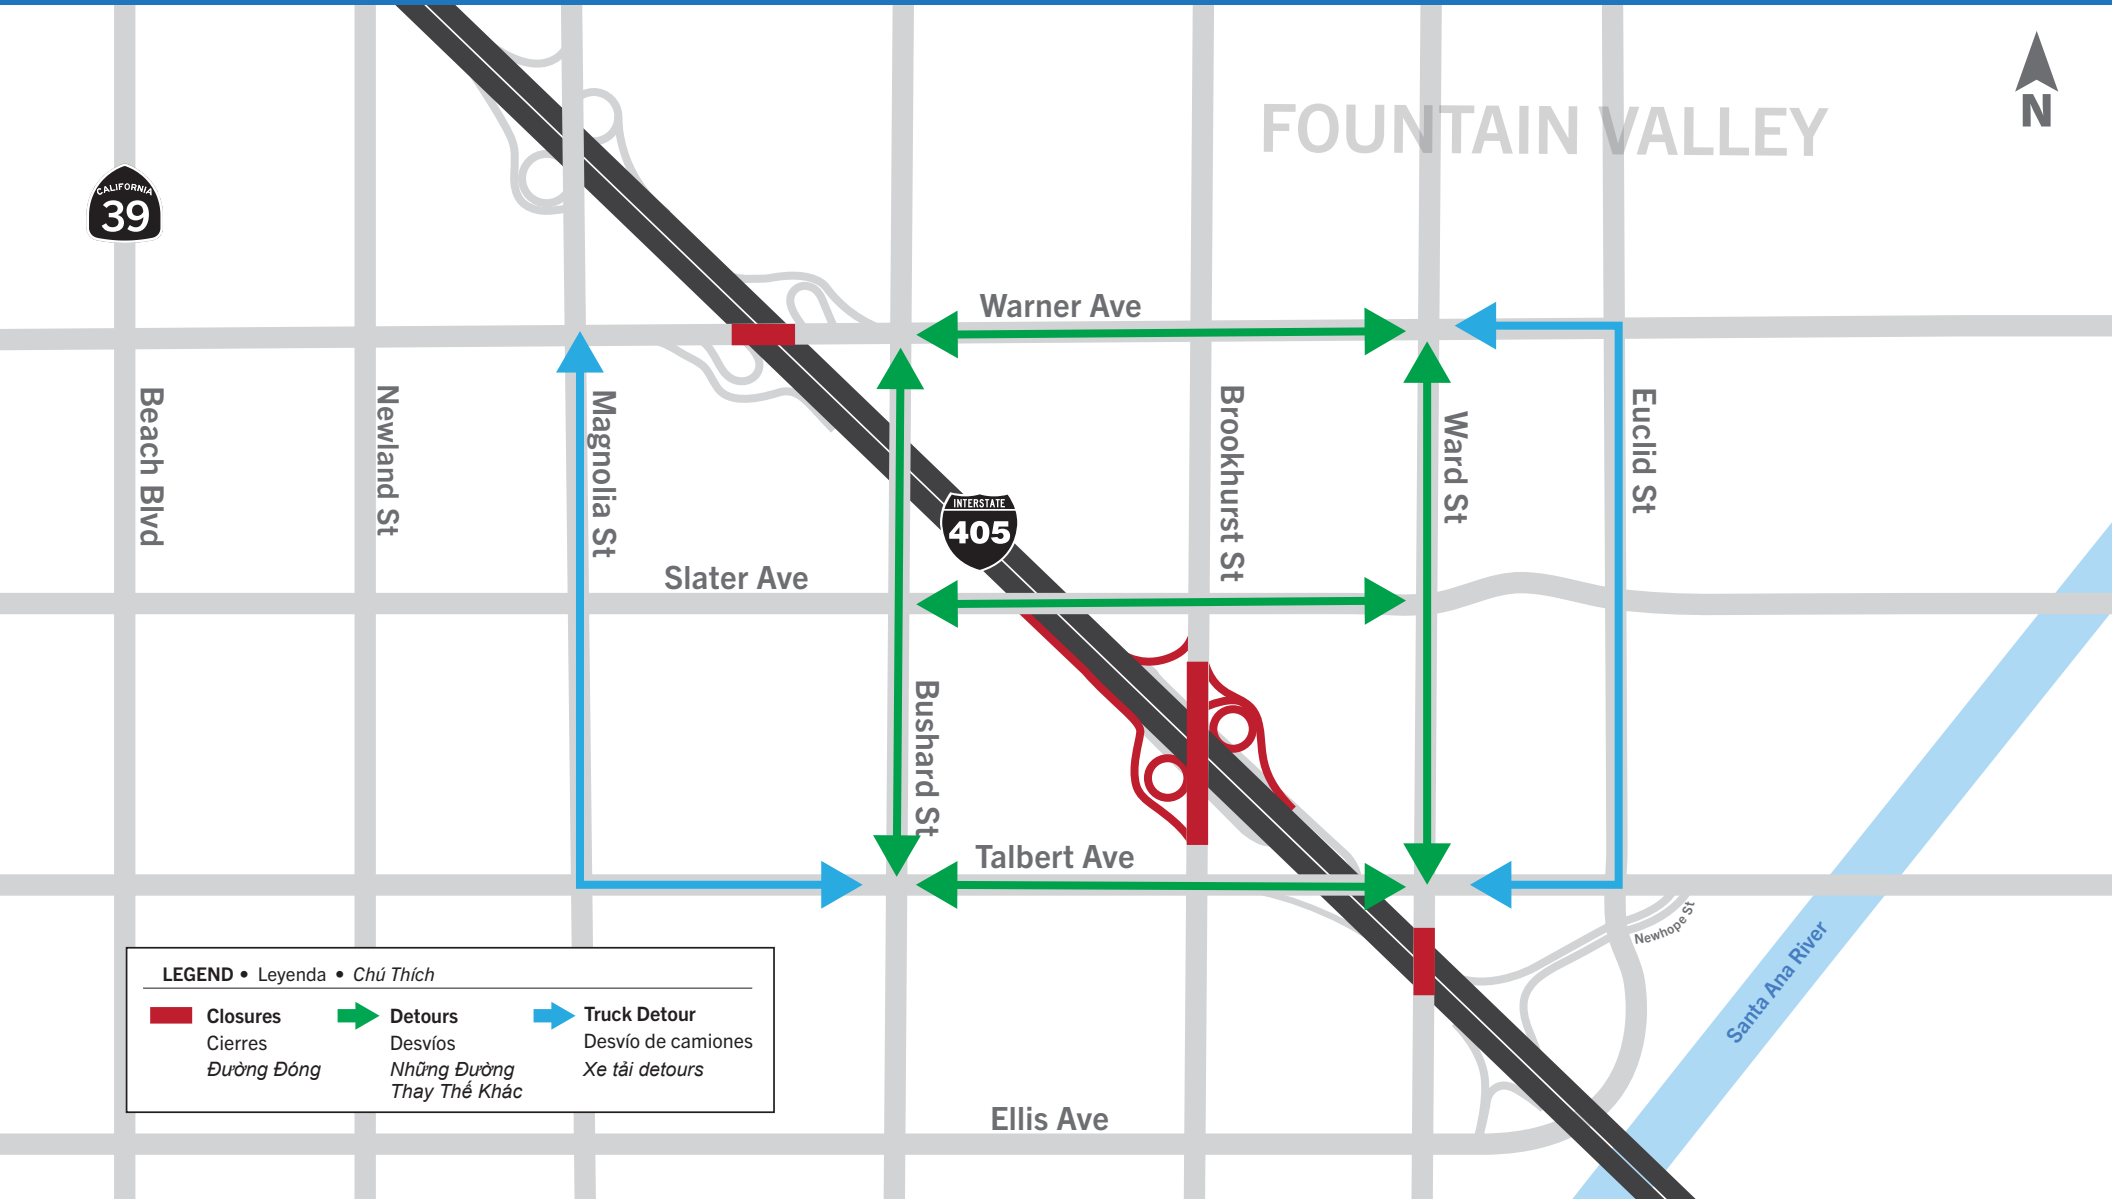 FOUNTAIN VALLEY
N
CALIFORNIA
39
Warner Ave
Beach Blvd
Newland St
Magnolia St
Brookhurst St
Ward St
Euclid St
INTERSTATE
405
Slater Ave
Bushard St
Talbert Ave
Newhope St
Santa Ana River
LEGEND • Leyenda • Chú Thích
Closures
Cierres
Đường Đóng
Detours
Desvíos
Những Đường
Thay Thế Khác
Truck Detour
Desvío de camiones
Xe tải detours
Ellis Ave